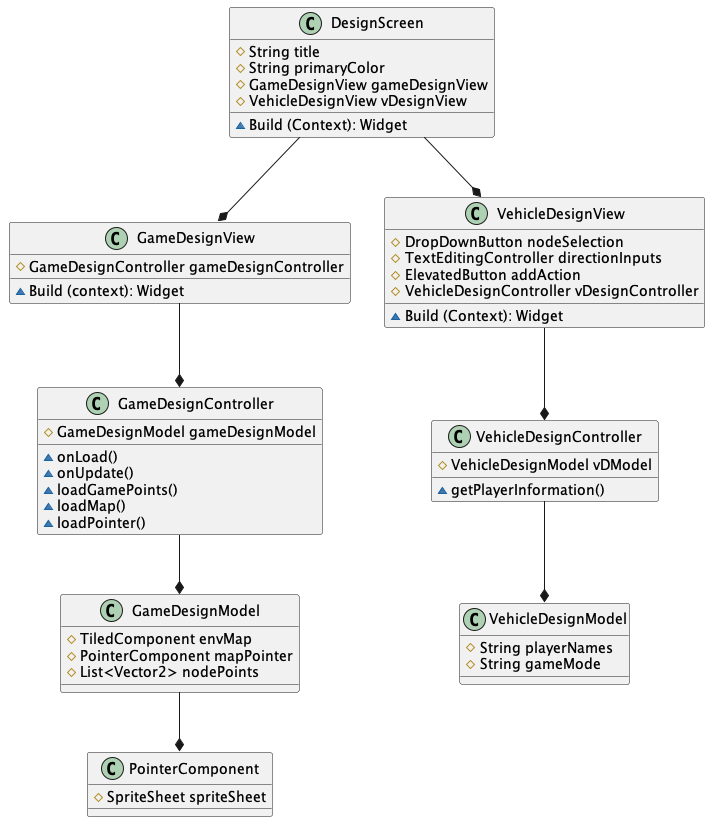 C DesignScreen
String title
String primaryColor
GameDesignView gameDesignView
VehicleDesignView vDesignView
Build (Context): Widget
C GameDesignView
GameDesignController gameDesignController
Build (context): Widget
C VehicleDesignView
DropDownButton nodeSelection
TextEditingController directionInputs
ElevatedButton addAction
VehicleDesignController vDesignController
Build (Context): Widget
C GameDesignController
GameDesignModel gameDesignModel
onLoad()
onUpdate()
loadGamePoints()
loadMap()
loadPointer()
C VehicleDesignController
VehicleDesignModel vDModel
getPlayerInformation()
C GameDesignModel
TiledComponent envMap
PointerComponent mapPointer
List<Vector2> nodePoints
C VehicleDesignModel
String playerNames
String gameMode
C PointerComponent
SpriteSheet spriteSheet